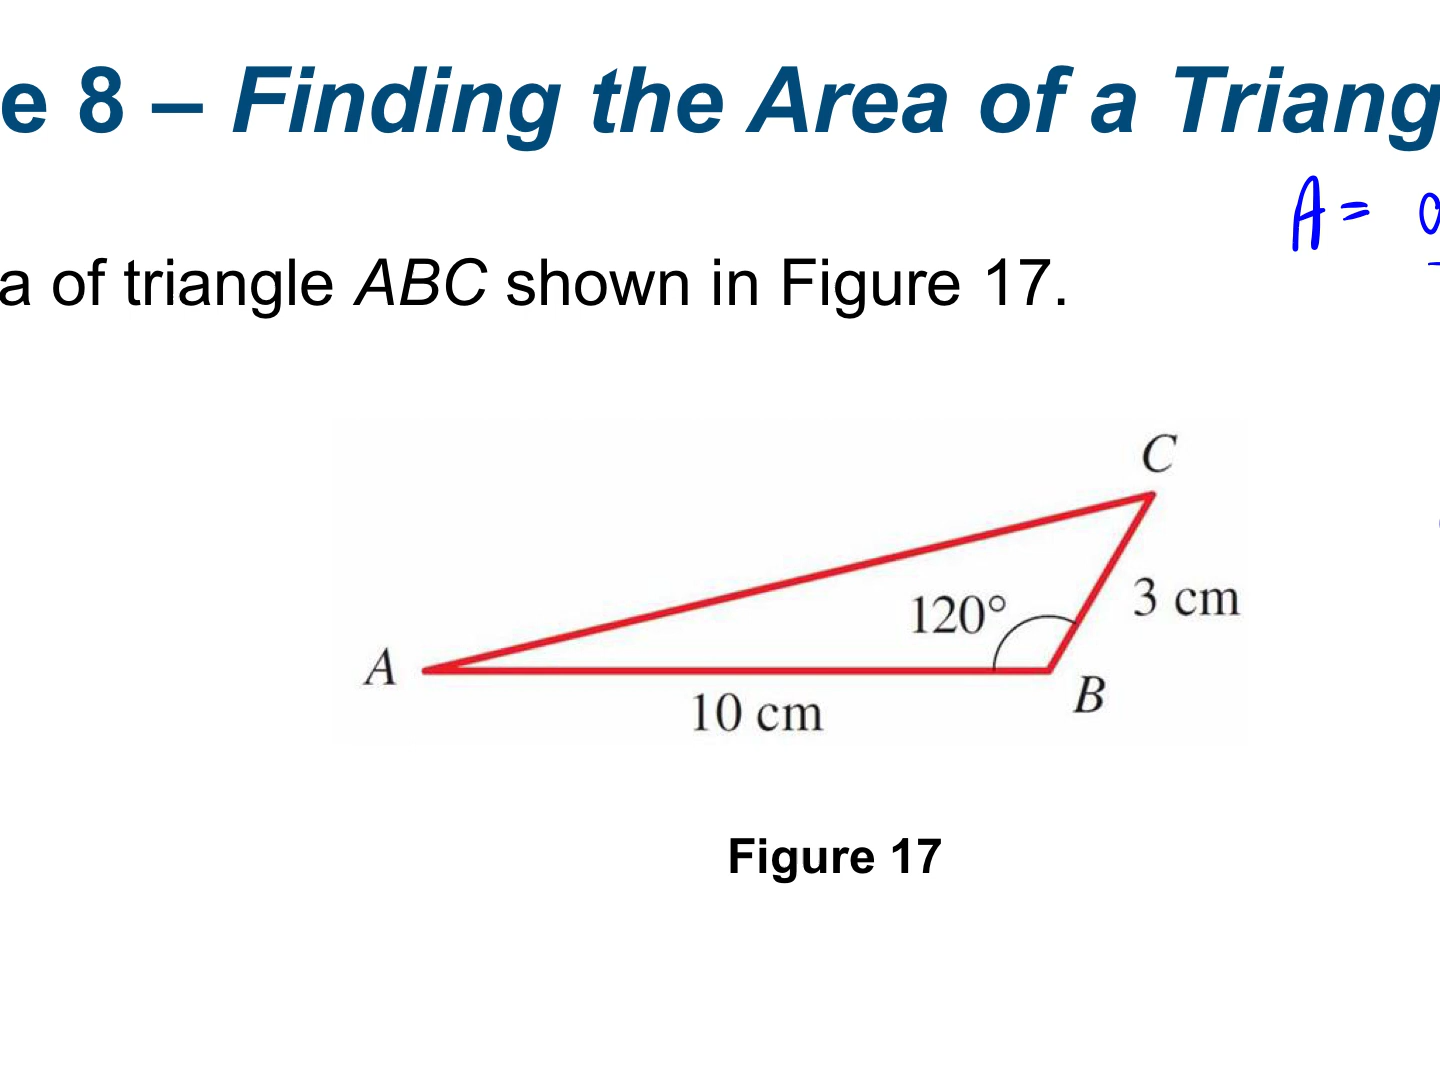 e 8 – Finding the Area of a Triang
A =
a of triangle ABC shown in Figure 17.
C
120°
3 cm
A
B
10 cm
Figure 17